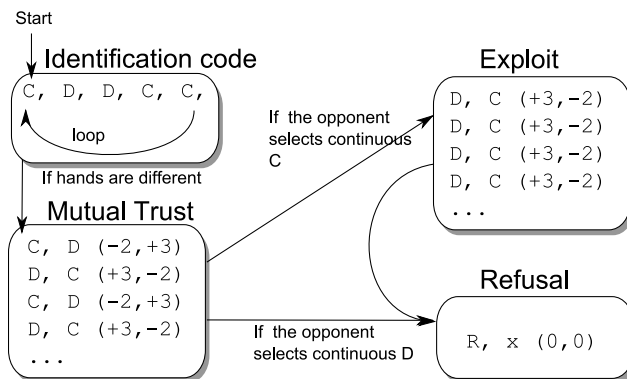 Start
Identification code
C, D, D, C, C,
loop
If hands are different
Mutual Trust
C, D (-2,+3)
D, C (+3,-2)
C, D (-2,+3)
D, C (+3,-2)
...
If the opponent
selects continuous
C
If the opponent
selects continuous D
Exploit
D, C (+3,-2)
D, C (+3,-2)
D, C (+3,-2)
D, C (+3,-2)
...
Refusal
R, x (0,0)